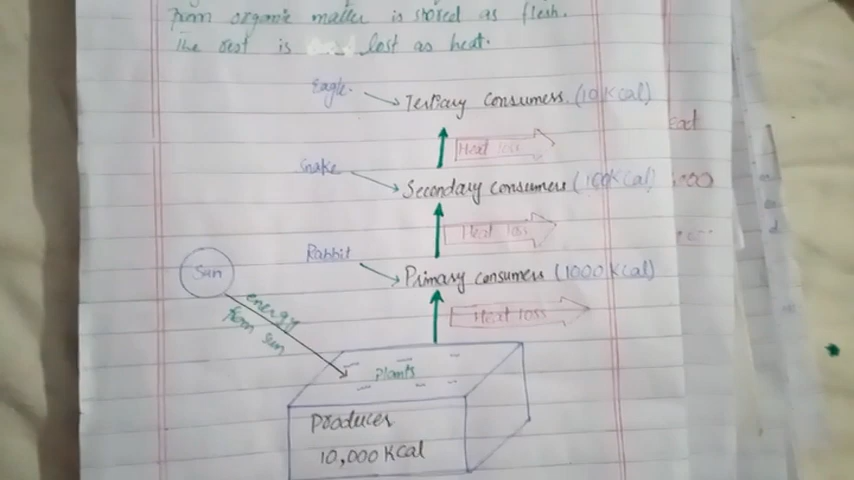 from organic matter is stored as flesh.
The rest is lost as heat.
Eagle.
Tertiary consumers (10 Kcal)
Heat loss
Snake
Secondary consumers (100 Kcal)
Heat loss
Rabbit
Primary consumers (1000 Kcal)
Heat loss
Sun
energy
from sun
Plants
Producer
10,000 Kcal